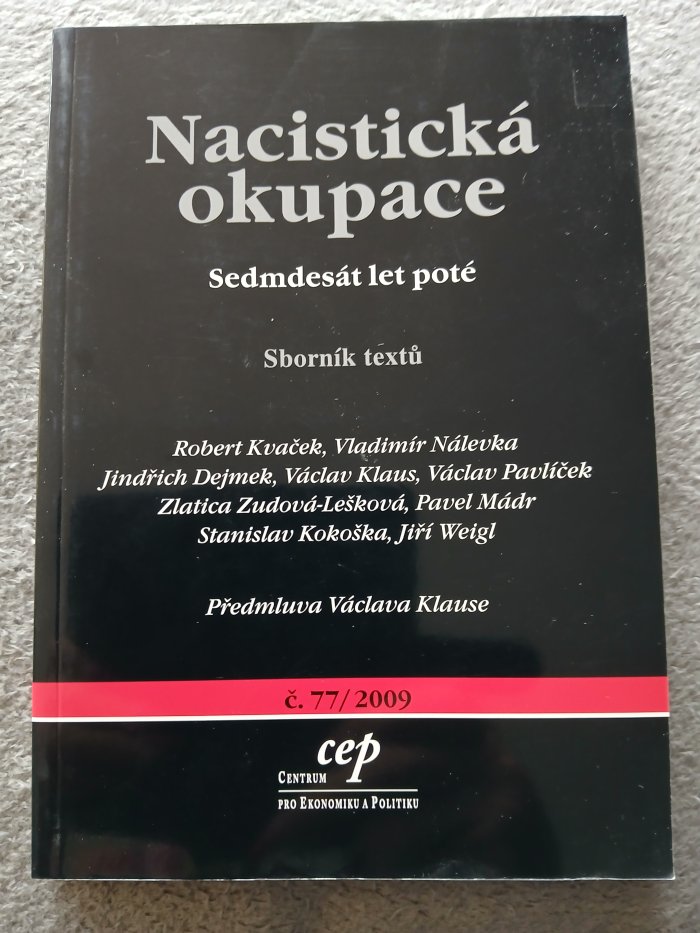 Nacistická
okupace
Sedmdesát let poté
Sborník textů
Robert Kvaček, Vladimír Nálevka
Jindřich Dejmek, Václav Klaus, Václav Pavlíček
Zlatica Zudová-Lešková, Pavel Mádr
Stanislav Kokoška, Jiří Weigl
Předmluva Václava Klause
č. 77/2009
cep
Centrum
pro Ekonomiku a Politiku